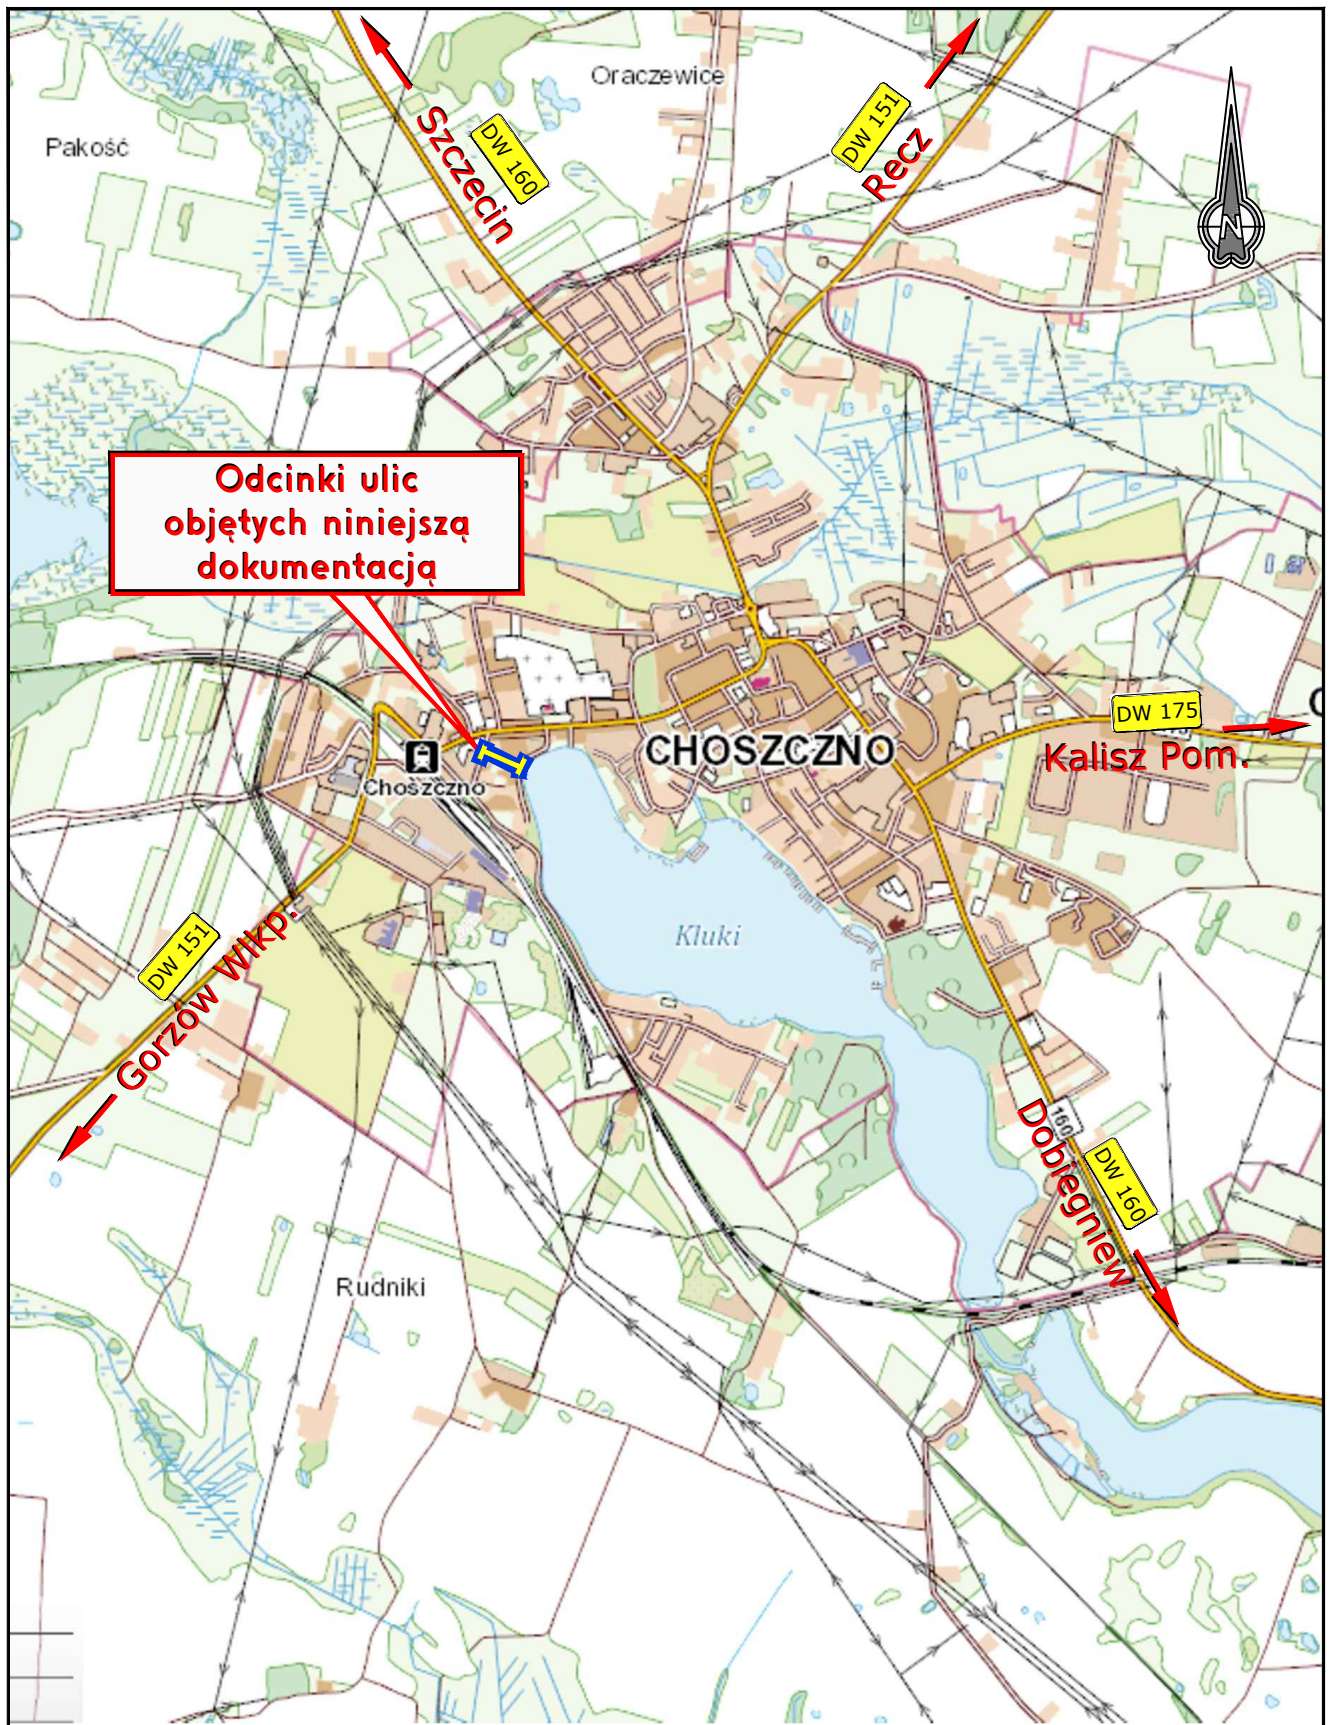 Oraczewice
Pakość
Szczecin
DW 160
DW 151
Recz
N
Odcinki ulic
objętych niniejszą
dokumentacją
CHOSZCZNO
Choszczno
DW 175
Kalisz Pom.
Kluki
DW 151
Gorzów Wlkp.
160
Dobiegniew
DW 160
Rudniki